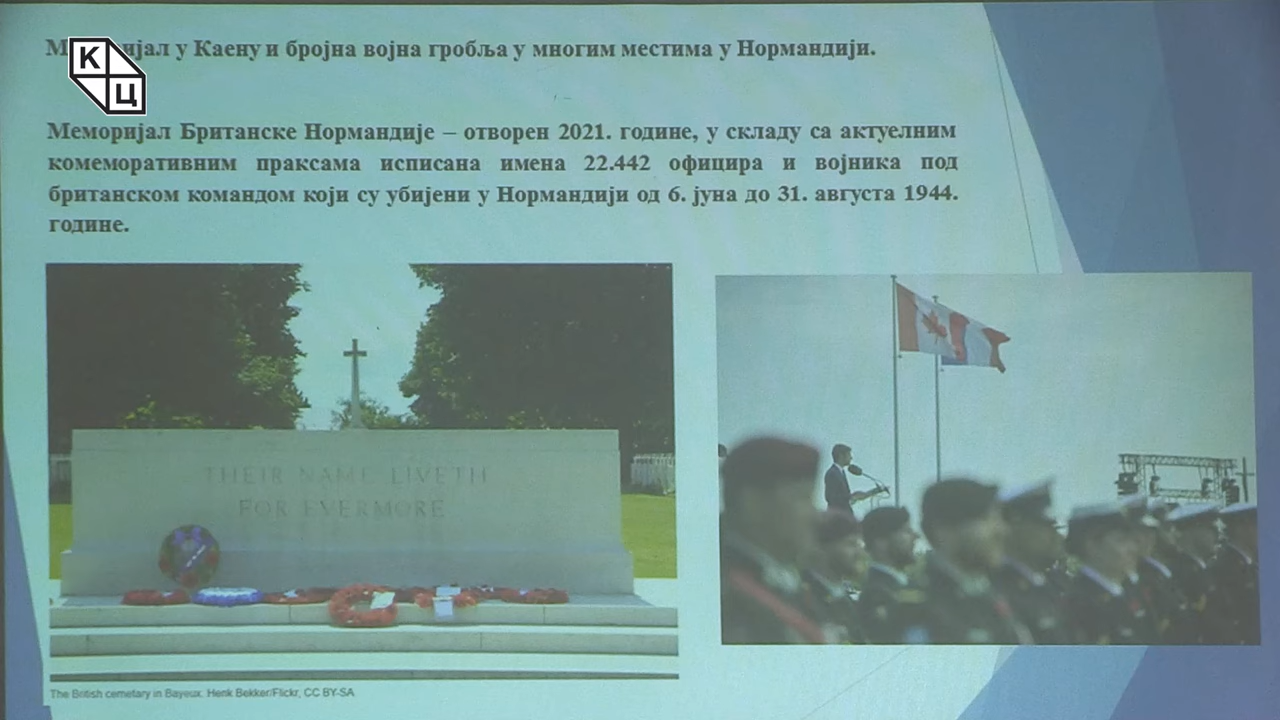 у Каену и бројна војна гробља у многим местима у Нормандији.
К
Ц
Меморијал Британске Нормандије – отворен 2021. године, у складу са актуелним
комеморативним праксама исписана имена 22.442 официра и војника под
британском командом који су убијени у Нормандији од 6. јуна до 31. августа 1944.
године.
THEIR NAME LIVETH
FOR EVERMORE
The British cemetary in Bayeux. Henk Bekker/Flickr, CC BY-SA